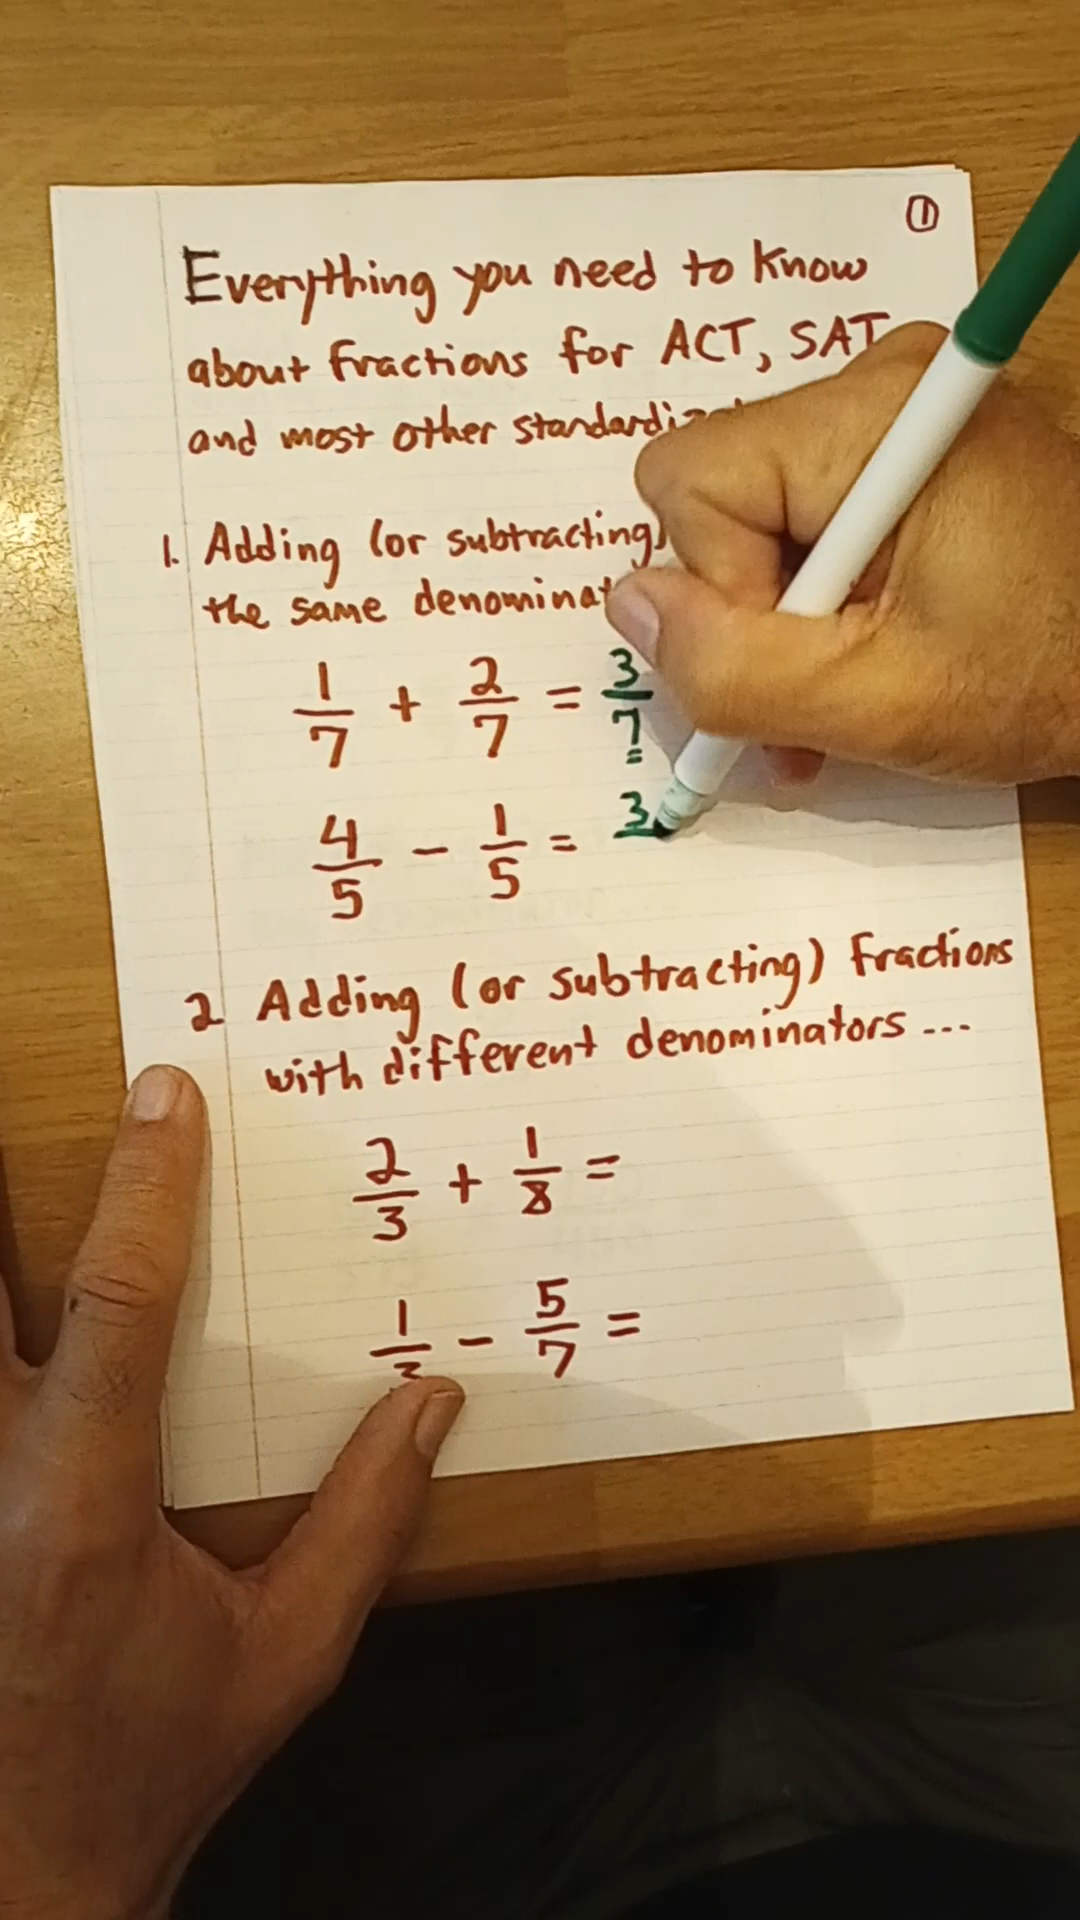 ①
Everything you need to know
about fractions for ACT, SAT
and most other
1. Adding (or subtracting)
the same
1/7 + 2/7 = 3/7
4/5 - 1/5 = 3
2 Adding (or subtracting) fractions
with different denominators ...
2/3 + 1/8 =
1/3 - 5/7 =